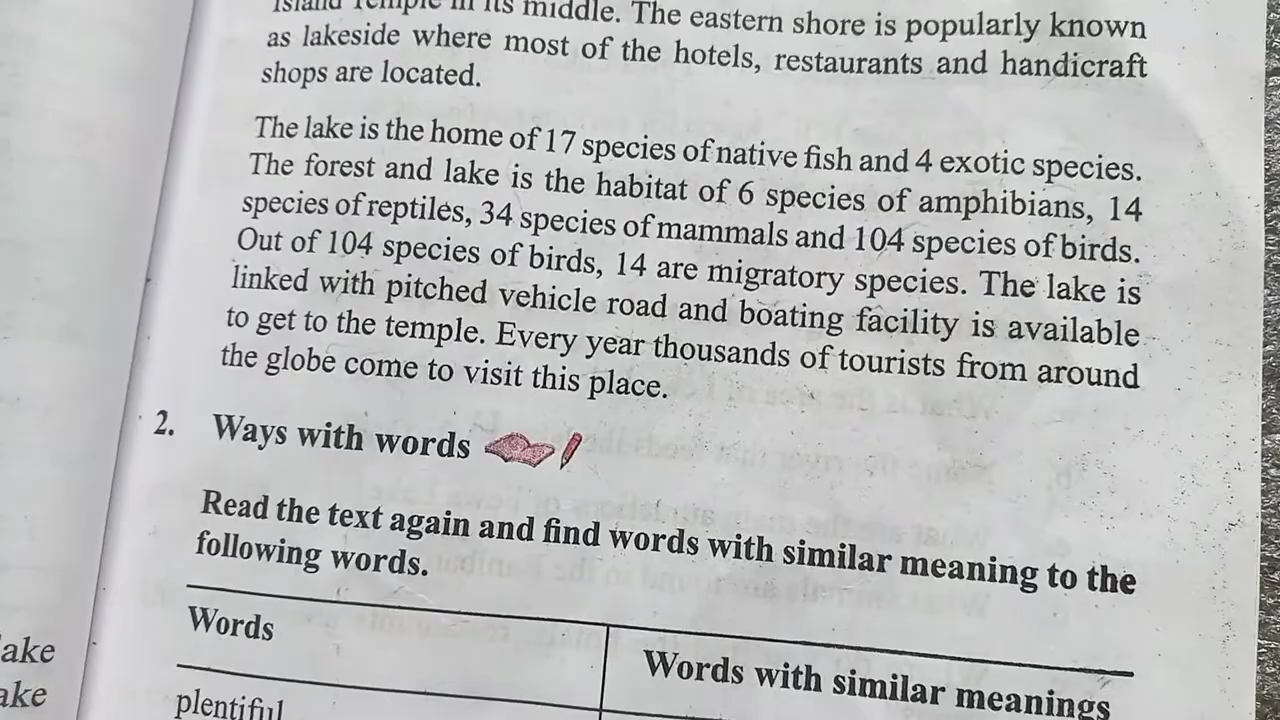 island Temple in its middle. The eastern shore is popularly known
as lakeside where most of the hotels, restaurants and handicraft
shops are located.
The lake is the home of 17 species of native fish and 4 exotic species.
The forest and lake is the habitat of 6 species of amphibians, 14
species of reptiles, 34 species of mammals and 104 species of birds.
Out of 104 species of birds, 14 are migratory species. The lake is
linked with pitched vehicle road and boating facility is available
to get to the temple. Every year thousands of tourists from around
the globe come to visit this place.
2. Ways with words
Read the text again and find words with similar meaning to the
following words.
Words
Words with similar meanings
plentiful
ake
ake